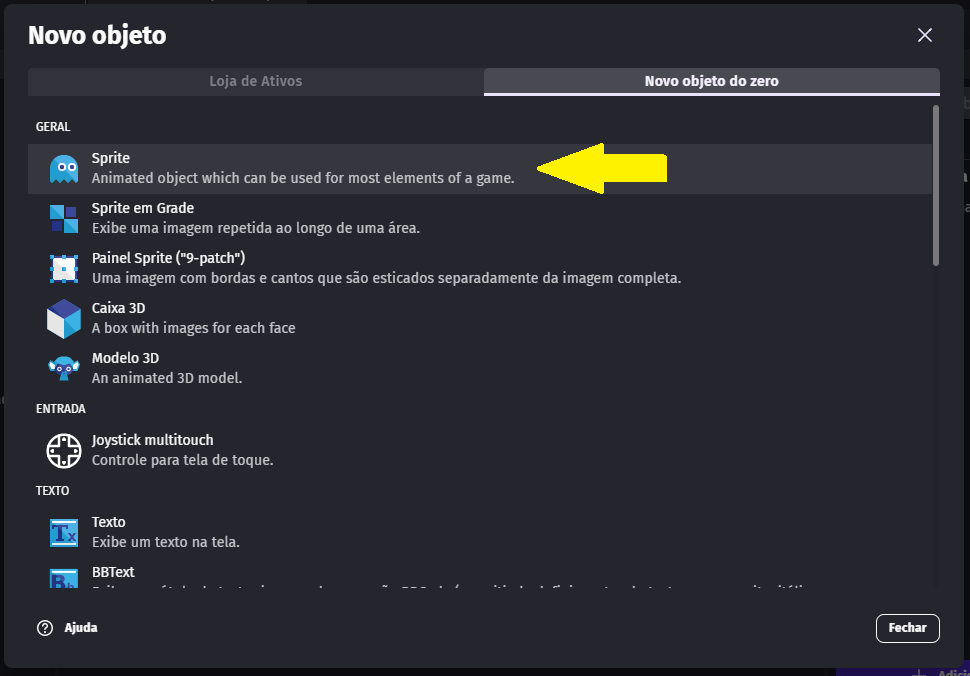 Novo objeto
Loja de Ativos
Novo objeto do zero
GERAL
Sprite
Animated object which can be used for most elements of a game.
Sprite em Grade
Exibe uma imagem repetida ao longo de uma área.
Painel Sprite ("9-patch")
Uma imagem com bordas e cantos que são esticados separadamente da imagem completa.
Caixa 3D
A box with images for each face
Modelo 3D
An animated 3D model.
ENTRADA
Joystick multitouch
Controle para tela de toque.
TEXTO
Texto
Exibe um texto na tela.
BBText
Ajuda
Fechar